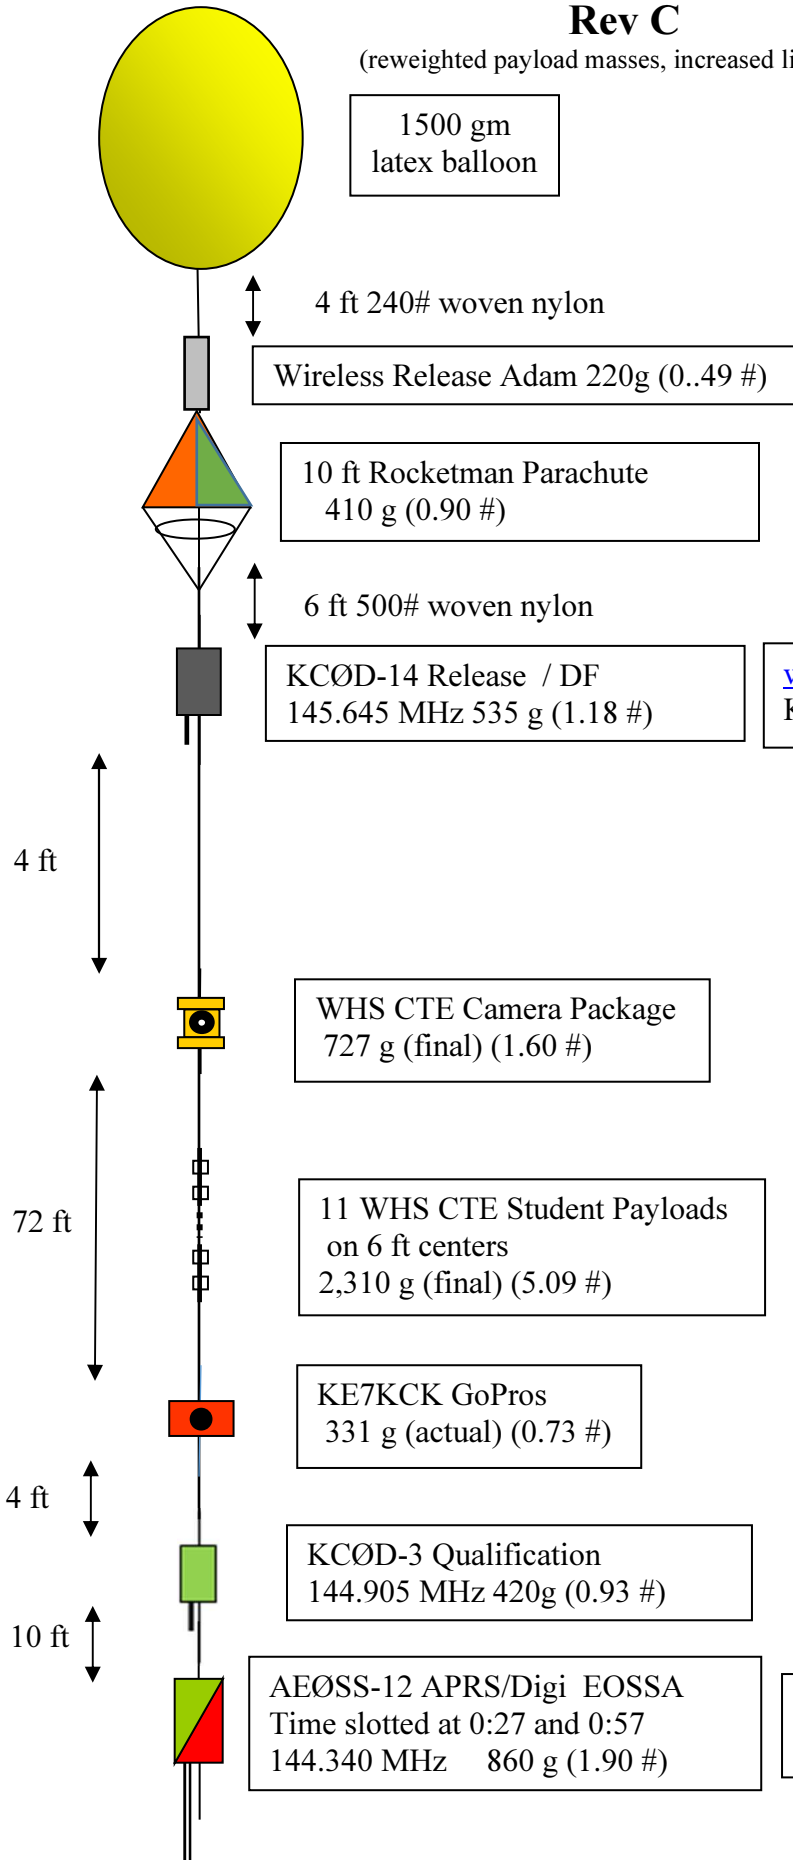 Rev C
(reweighted payload masses, increased li
1500 gm
latex balloon
4 ft 240# woven nylon
Wireless Release Adam 220g (0..49 #)
10 ft Rocketman Parachute
410 g (0.90 #)
6 ft 500# woven nylon
KCØD-14 Release / DF
145.645 MHz 535 g (1.18 #)
4 ft
WHS CTE Camera Package
727 g (final) (1.60 #)
72 ft
11 WHS CTE Student Payloads
on 6 ft centers
2,310 g (final) (5.09 #)
KE7KCK GoPros
331 g (actual) (0.73 #)
4 ft
KCØD-3 Qualification
144.905 MHz 420g (0.93 #)
10 ft
AEØSS-12 APRS/Digi EOSSA
Time slotted at 0:27 and 0:57
144.340 MHz 860 g (1.90 #)